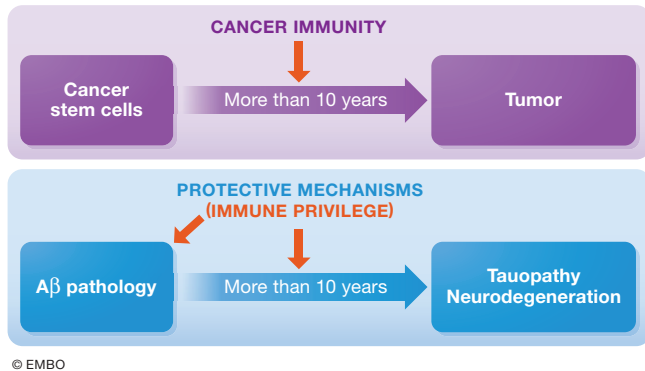 CANCER IMMUNITY
Cancer
stem cells
More than 10 years
Tumor
PROTECTIVE MECHANISMS
(IMMUNE PRIVILEGE)
Aβ pathology
More than 10 years
Tauopathy
Neurodegeneration
© EMBO